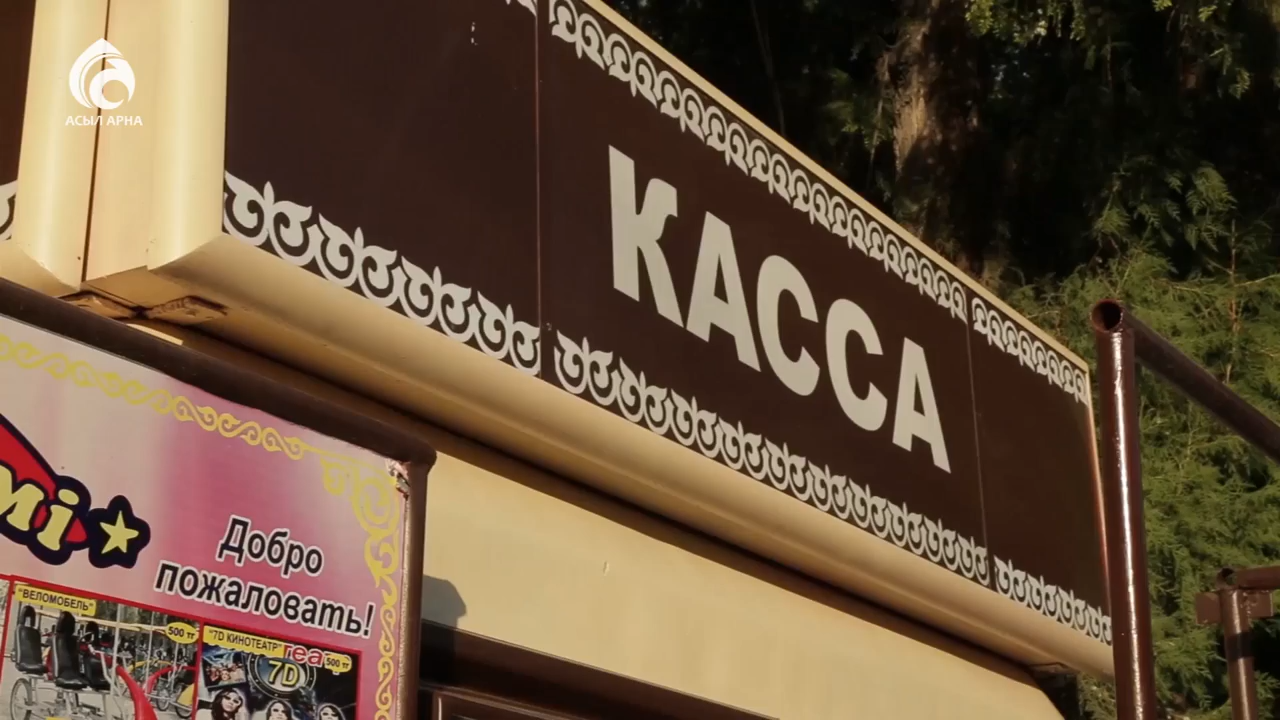 АСЫЛ АРНА
КАССА
Добро
пожаловать!
"ВЕЛОМОБЕЛЬ"
500 тг
"7D КИНОТЕАТР"
500 тг
7D